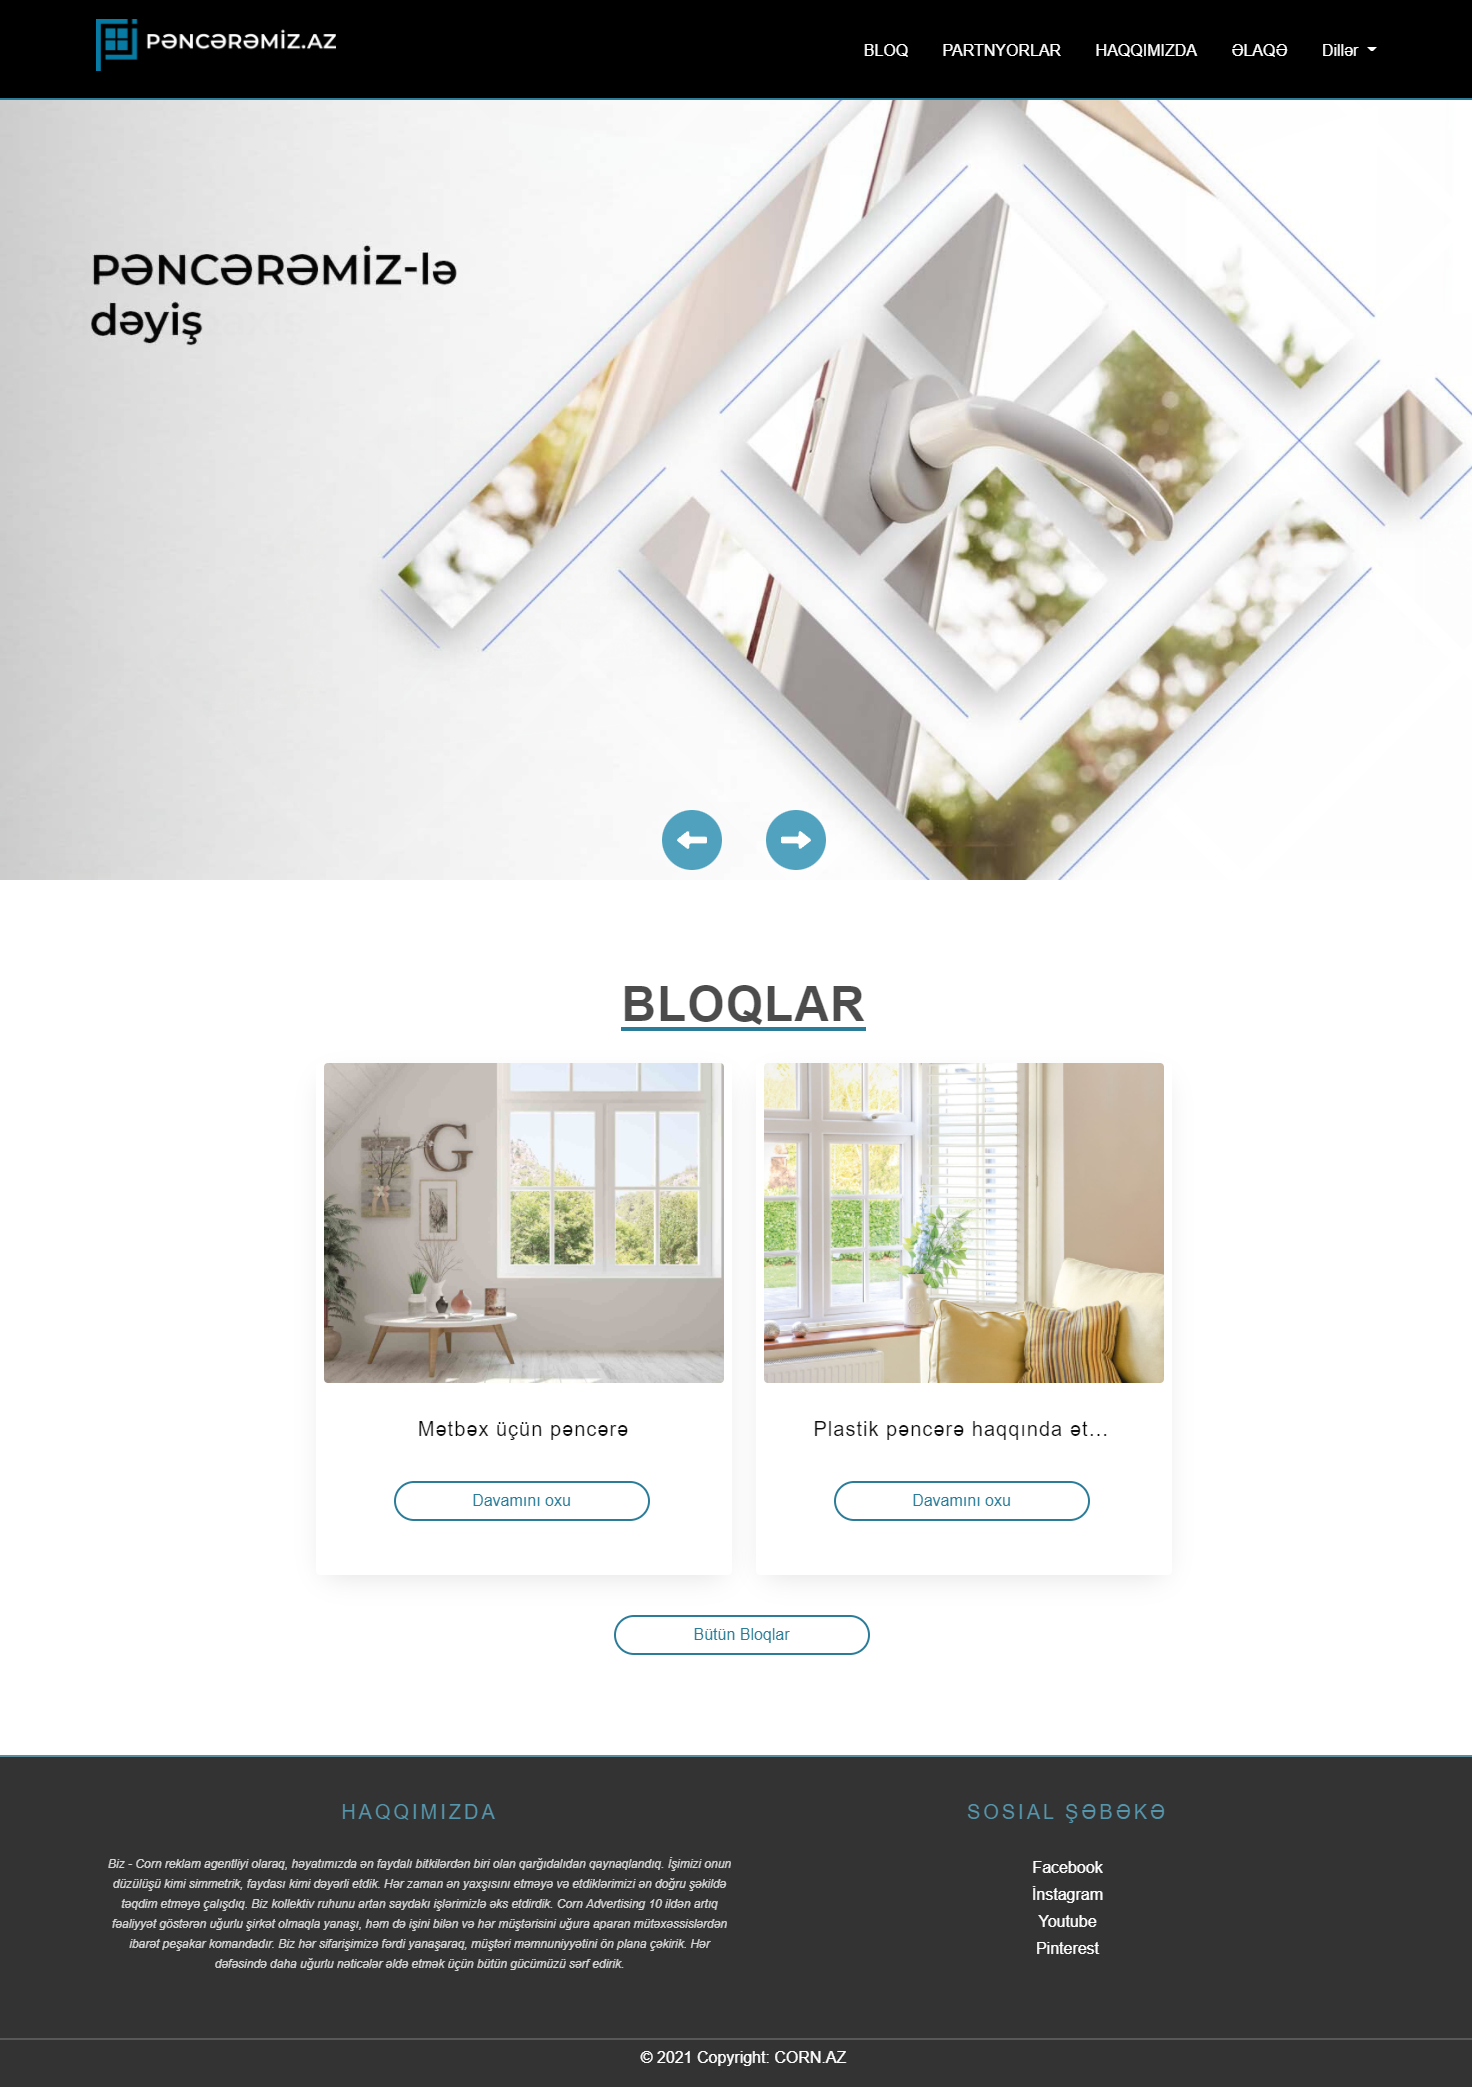 PƏNCƏRƏMİZ.AZ
BLOQ PARTNYORLAR HAQQIMIZDA ƏLAQƏ Dillər
PƏNCƏRƏMİZ-lə
dəyiş
BLOQLAR
G
Mətbəx üçün pəncərə
Davamını oxu
Plastik pəncərə haqqında ət...
Davamını oxu
Bütün Bloqlar
HAQQIMIZDA
Biz - Corn reklam agentliyi olaraq, həyatımızda ən faydalı bitkilərdən biri olan qarğıdalıdan qaynaqlandıq. İşimizi onun
düzülüşü kimi simmetrik, faydası kimi dəyərli etdik. Hər zaman ən yaxşısını etməyə və etdiklərimizi ən doğru şəkildə
təqdim etməyə çalışdıq. Biz kollektiv ruhunu artan saydakı işlərimizlə əks etdirdik. Corn Advertising 10 ildən artıq
fəaliyyət göstərən uğurlu şirkət olmaqla yanaşı, həm də işini bilən və hər müştərisini uğura aparan mütəxəssislərdən
ibarət peşakar komandadır. Biz hər sifarişimizə fərdi yanaşaraq, müştəri məmnuniyyətini ön plana çəkirik. Hər
dəfəsində daha uğurlu nəticələr əldə etmək üçün bütün gücümüzü sərf edirik.
SOSIAL ŞƏBƏKƏ
Facebook
İnstagram
Youtube
Pinterest
© 2021 Copyright: CORN.AZ